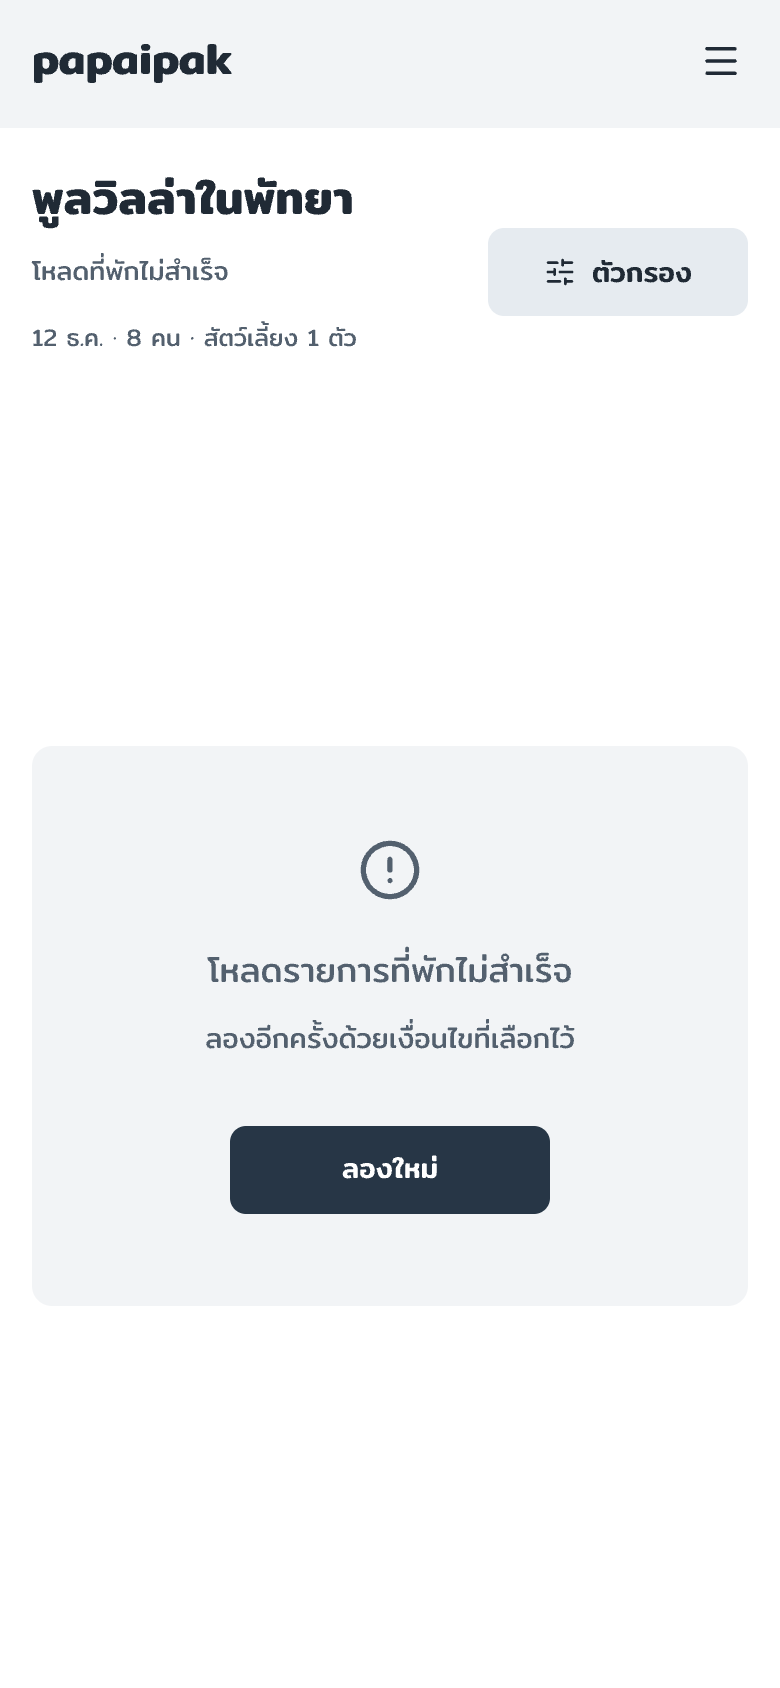 papaipak
พูลวิลล่าในพัทยา
โหลดที่พักไม่สำเร็จ
ตัวกรอง
12 ธ.ค. · 8 คน · สัตว์เลี้ยง 1 ตัว
โหลดรายการที่พักไม่สำเร็จ
ลองอีกครั้งด้วยเงื่อนไขที่เลือกไว้
ลองใหม่